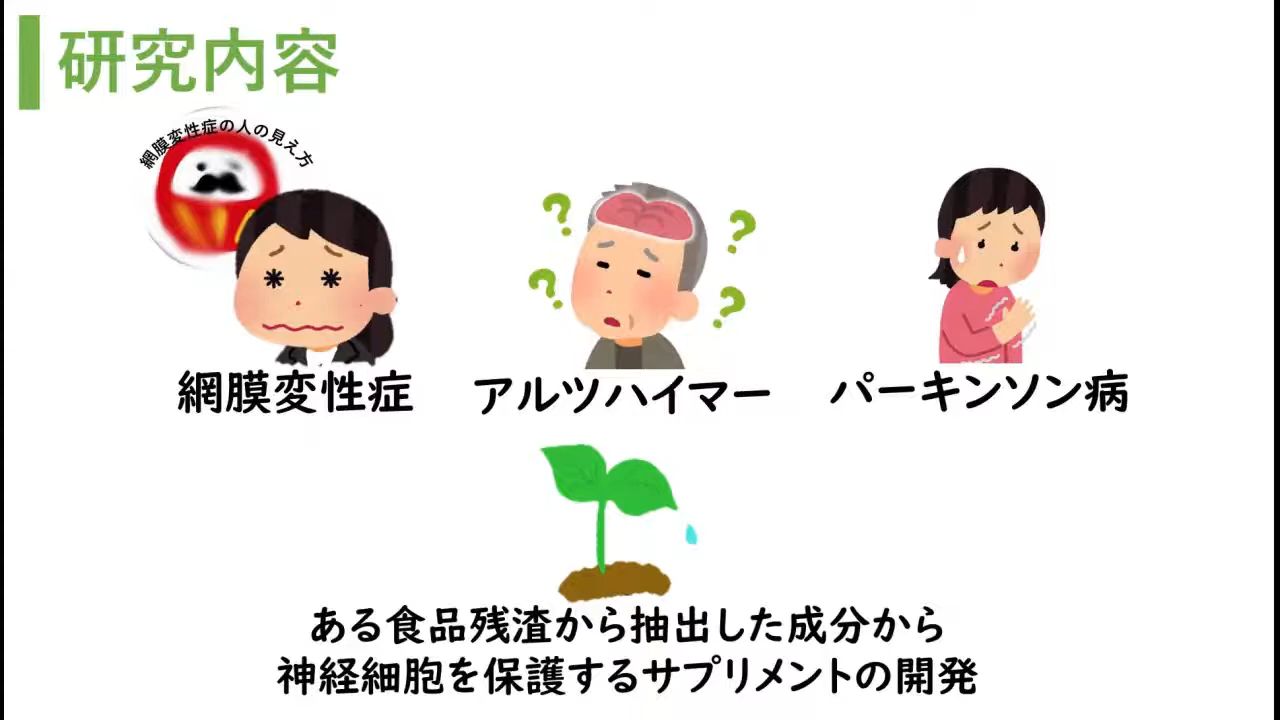 研究内容
網膜変性症の人の見え方
網膜変性症
アルツハイマー
パーキンソン病
ある食品残渣から抽出した成分から
神経細胞を保護するサプリメントの開発